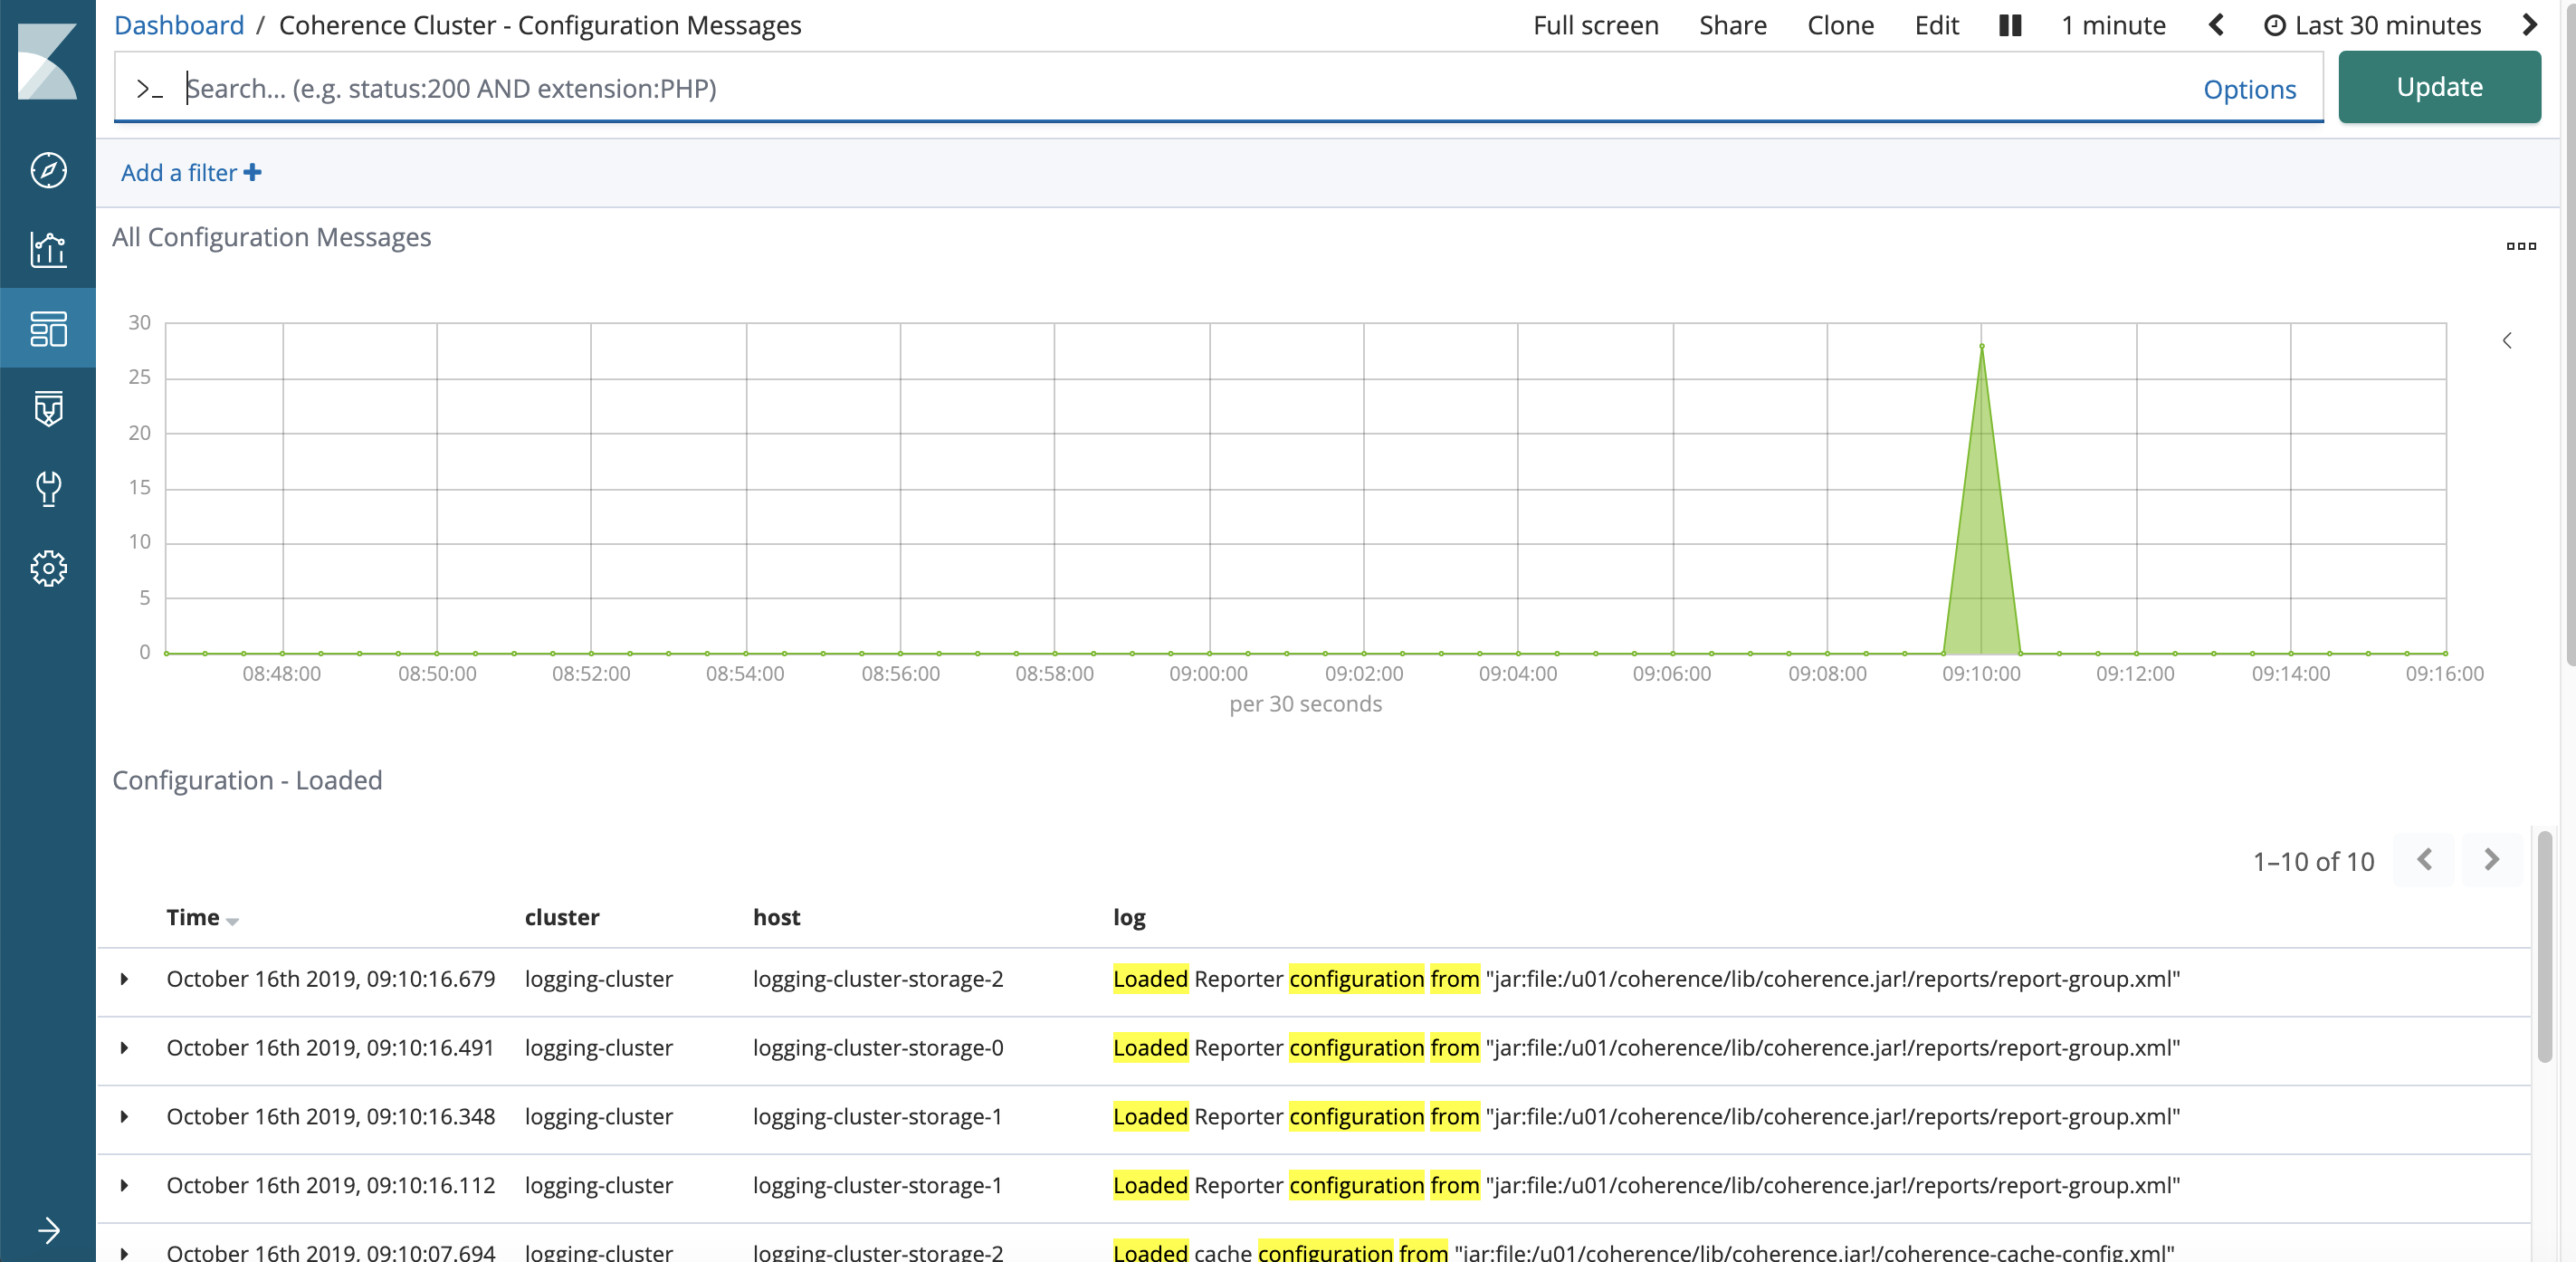 Dashboard / Coherence Cluster - Configuration Messages Full screen Share Clone Edit 1 minute Last 30 minutes
>_ Search... (e.g. status:200 AND extension:PHP) Options Update
Add a filter
All Configuration Messages
30
25
20
15
10
5
0
08:48:00 08:50:00 08:52:00 08:54:00 08:56:00 08:58:00 09:00:00 09:02:00 09:04:00 09:06:00 09:08:00 09:10:00 09:12:00 09:14:00 09:16:00
per 30 seconds
Configuration - Loaded
1–10 of 10
Time cluster host log
October 16th 2019, 09:10:16.679 logging-cluster logging-cluster-storage-2 Loaded Reporter configuration from "jar:file:/u01/coherence/lib/coherence.jar!/reports/report-group.xml"
October 16th 2019, 09:10:16.491 logging-cluster logging-cluster-storage-0 Loaded Reporter configuration from "jar:file:/u01/coherence/lib/coherence.jar!/reports/report-group.xml"
October 16th 2019, 09:10:16.348 logging-cluster logging-cluster-storage-1 Loaded Reporter configuration from "jar:file:/u01/coherence/lib/coherence.jar!/reports/report-group.xml"
October 16th 2019, 09:10:16.112 logging-cluster logging-cluster-storage-1 Loaded Reporter configuration from "jar:file:/u01/coherence/lib/coherence.jar!/reports/report-group.xml"
October 16th 2019, 09:10:07.694 logging-cluster logging-cluster-storage-2 Loaded cache configuration from "jar:file:/u01/coherence/lib/coherence.jar!/coherence-cache-config.xml"